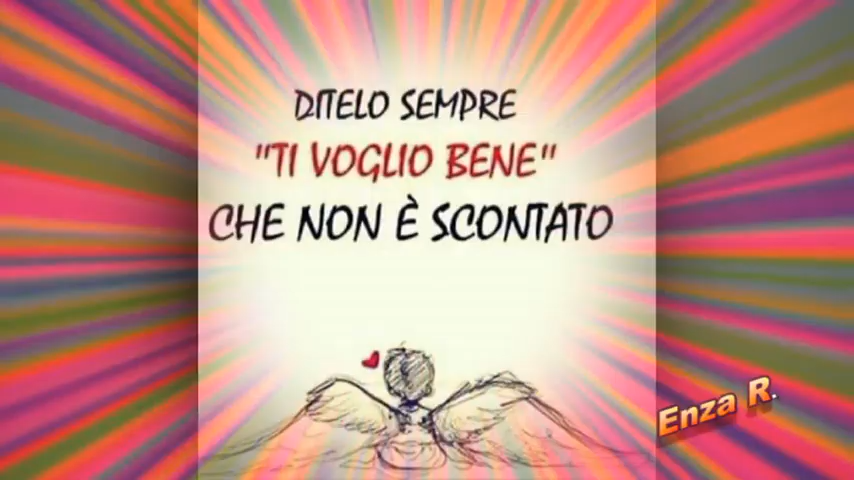 DITELO SEMPRE
"TI VOGLIO BENE"
CHE NON È SCONTATO
Enza R.